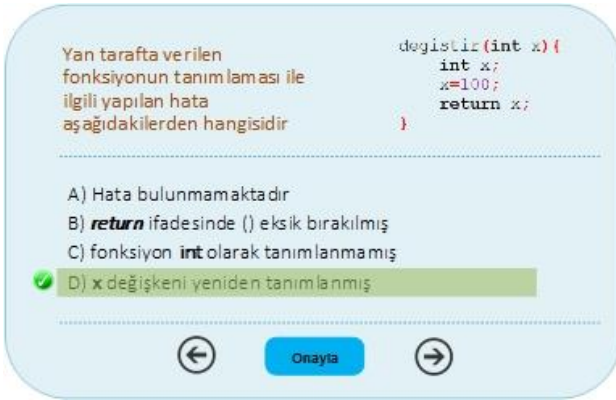 Yan tarafta verilen
fonksiyonun tanımlaması ile
ilgili yapılan hata
aşağıdakilerden hangisidir
degistir(int x){
int x;
x=100;
return x;
}
A) Hata bulunmamaktadır
B) return ifadesinde () eksik bırakılmış
C) fonksiyon int olarak tanımlanmamış
D) x değişkeni yeniden tanımlanmış
Onayla